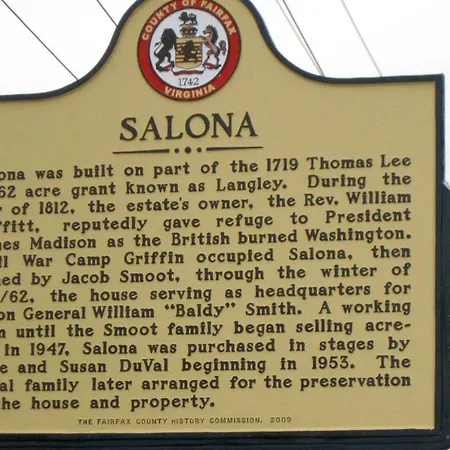 COUNTY OF FAIRFAX
1742
VIRGINIA
SALONA
ona was built on part of the 1719 Thomas Lee
62 acre grant known as Langley. During the
of 1812, the estate's owner, the Rev. William
ffitt, reputedly gave refuge to President
es Madison as the British burned Washington.
il War Camp Griffin occupied Salona, then
ed by Jacob Smoot, through the winter of
/62, the house serving as headquarters for
on General William "Baldy" Smith. A working
until the Smoot family began selling acre-
in 1947, Salona was purchased in stages by
e and Susan DuVal beginning in 1953. The
al family later arranged for the preservation
he house and property.
THE FAIRFAX COUNTY HISTORY COMMISSION, 2009